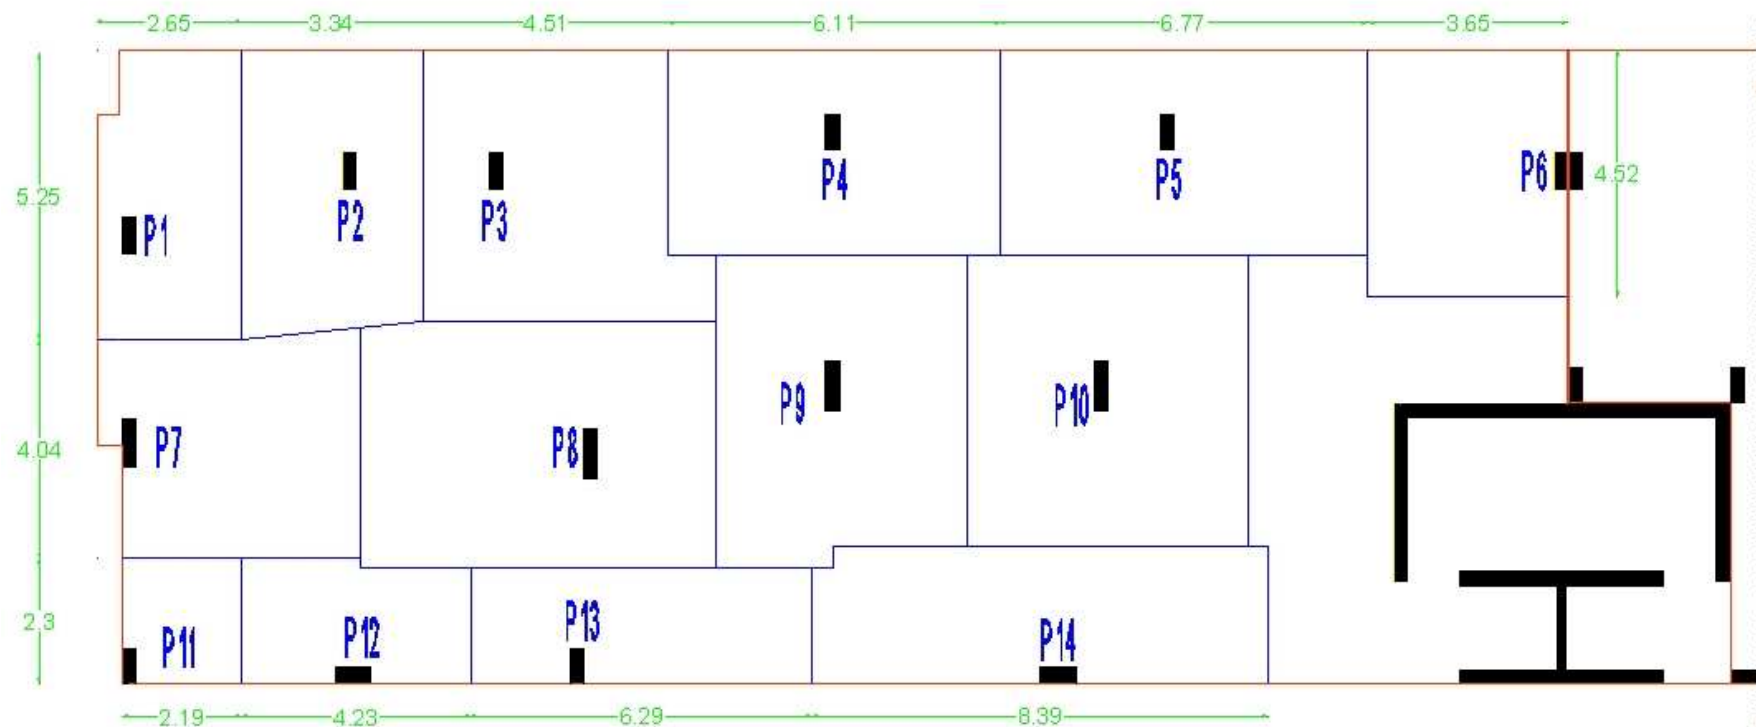 2.65 3.34 4.51 6.11 6.77 3.65
P4 P5 P6 4.52
5.25 P1 P2 P3
P9 P10
4.04 P7 P8
2.3 P11 P12 P13 P14
2.19 4.23 6.29 8.39